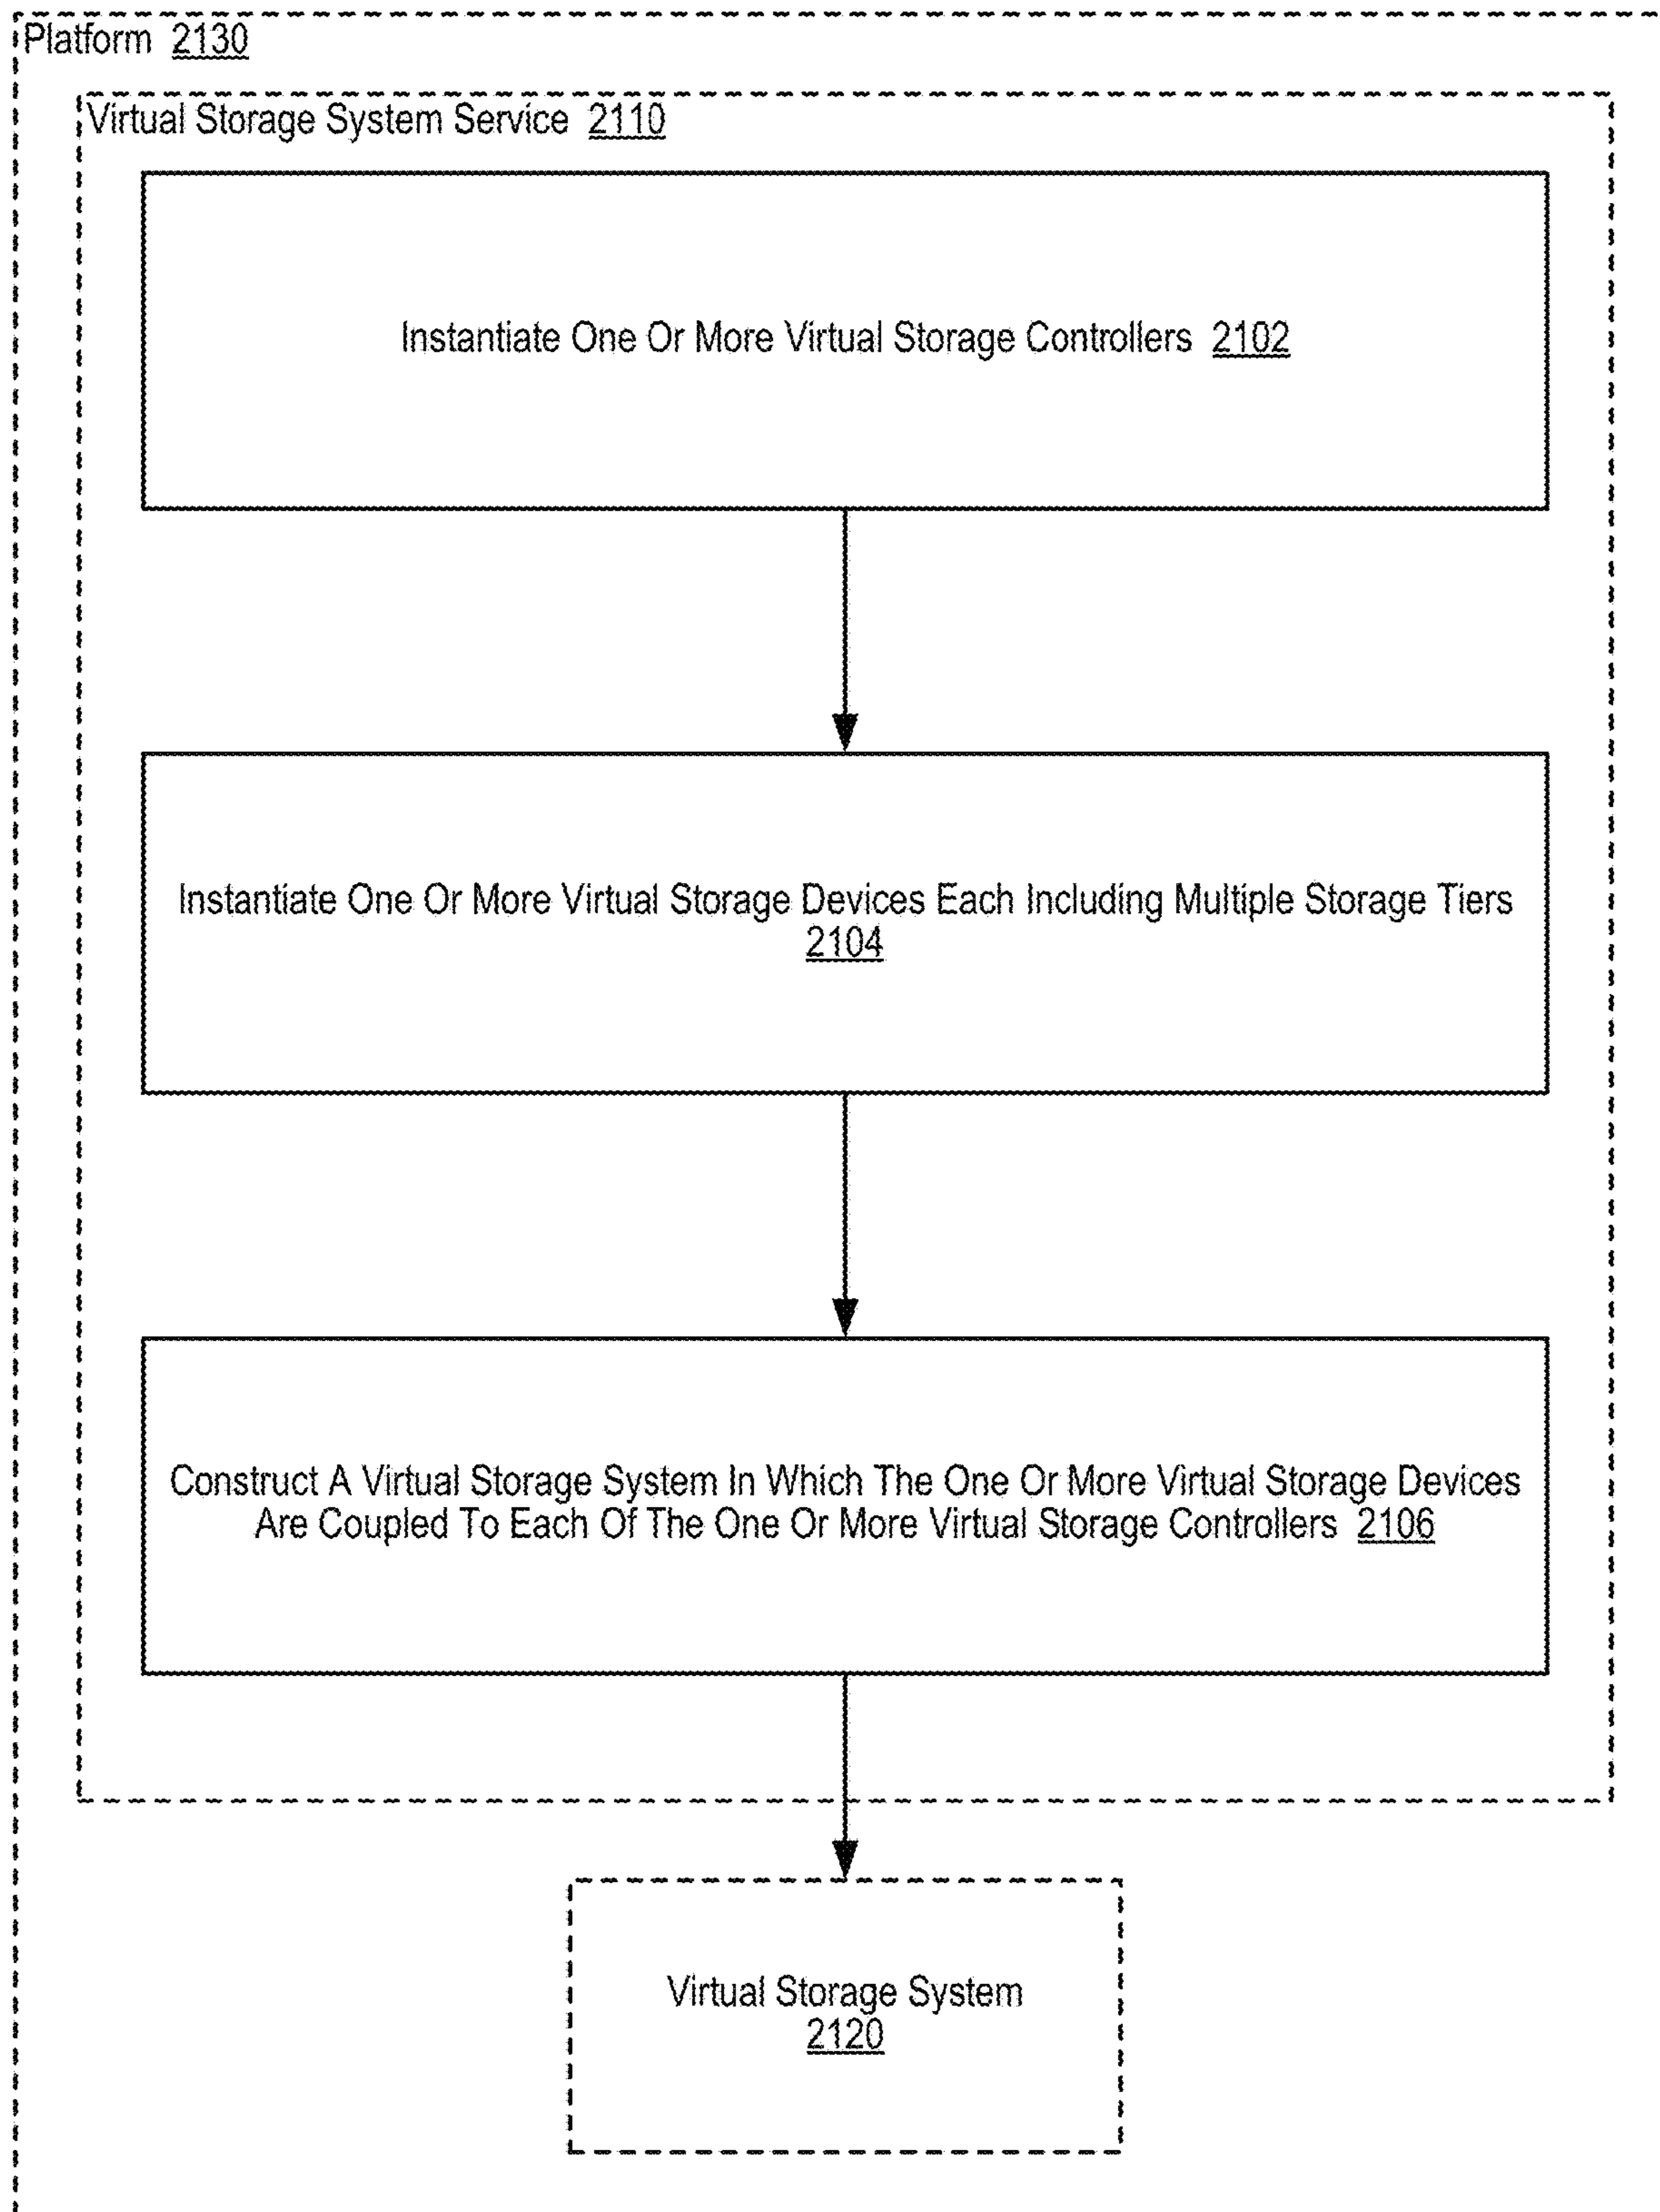 Platform 2130
Virtual Storage System Service 2110
Instantiate One Or More Virtual Storage Controllers 2102
Instantiate One Or More Virtual Storage Devices Each Including Multiple Storage Tiers
2104
Construct A Virtual Storage System In Which The One Or More Virtual Storage Devices
Are Coupled To Each Of The One Or More Virtual Storage Controllers 2106
Virtual Storage System
2120